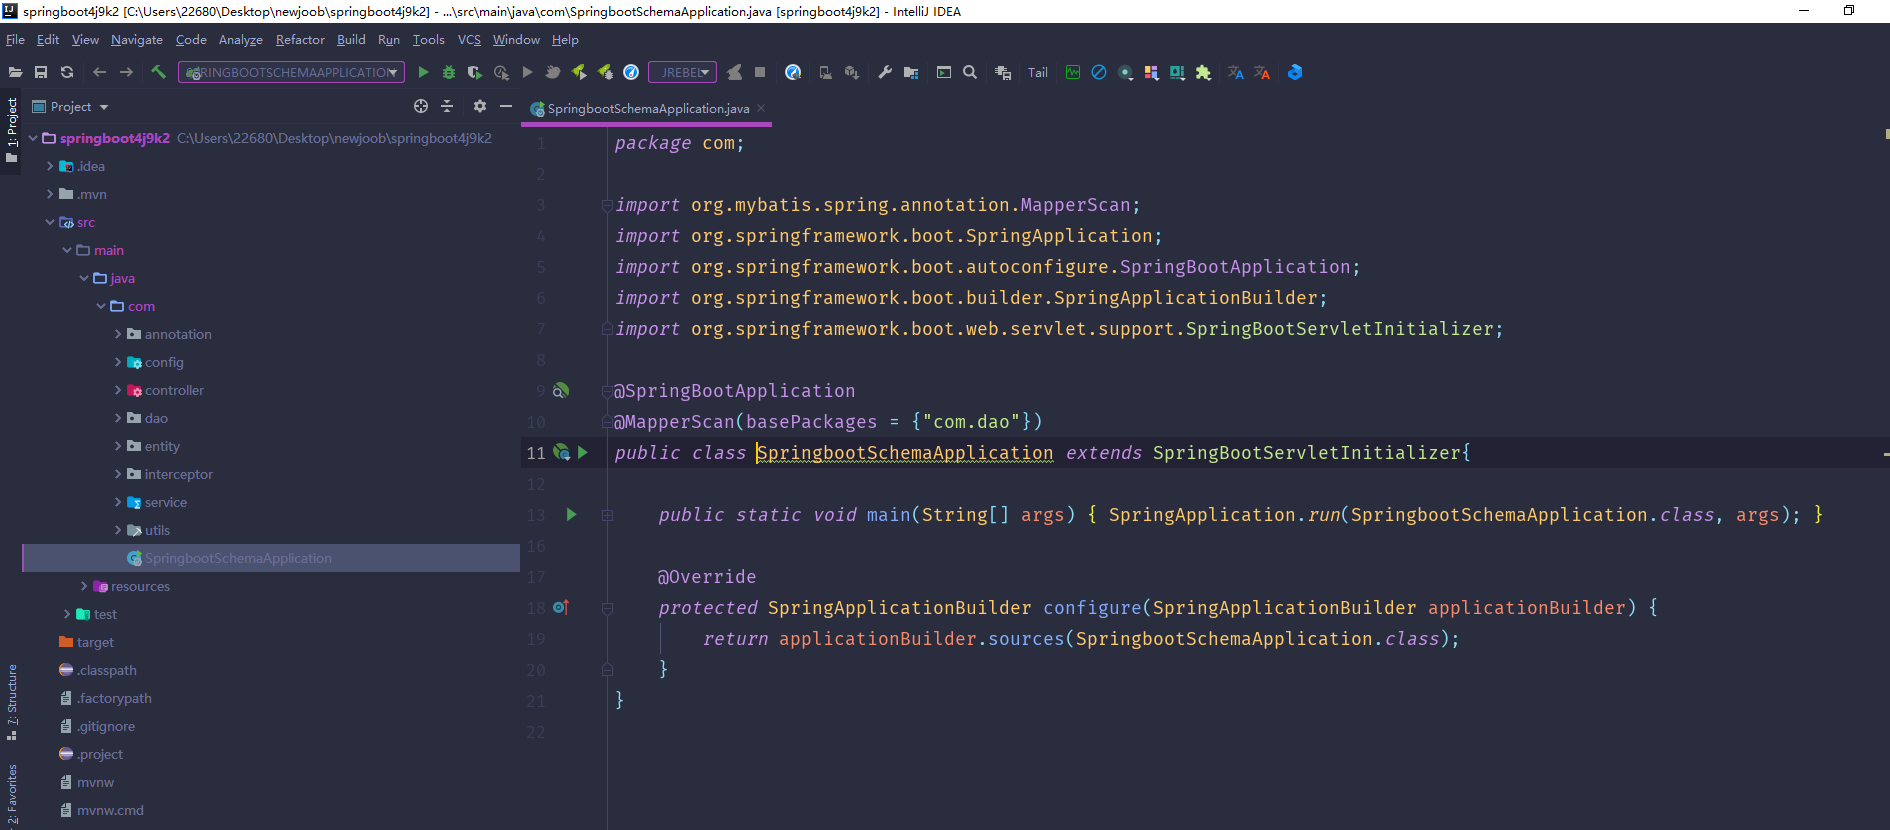 springboot4j9k2 [C:\Users\22680\Desktop\newjoob\springboot4j9k2] - ...\src\main\java\com\SpringbootSchemaApplication.java [springboot4j9k2] - IntelliJ IDEA
File Edit View Navigate Code Analyze Refactor Build Run Tools VCS Window Help
SPRINGBOOTSCHEMAAPPLICATION JREBEL Tail
1: Project
7: Structure
2: Favorites
Project
springboot4j9k2 C:\Users\22680\Desktop\newjoob\springboot4j9k2
.idea
.mvn
src
main
java
com
annotation
config
controller
dao
entity
interceptor
service
utils
SpringbootSchemaApplication
resources
test
target
.classpath
.factorypath
.gitignore
.project
mvnw
mvnw.cmd
SpringbootSchemaApplication.java
1 package com;
2
3 import org.mybatis.spring.annotation.MapperScan;
4 import org.springframework.boot.SpringApplication;
5 import org.springframework.boot.autoconfigure.SpringBootApplication;
6 import org.springframework.boot.builder.SpringApplicationBuilder;
7 import org.springframework.boot.web.servlet.support.SpringBootServletInitializer;
8
9 @SpringBootApplication
10 @MapperScan(basePackages = {"com.dao"})
11 public class SpringbootSchemaApplication extends SpringBootServletInitializer{
12
13 public static void main(String[] args) { SpringApplication.run(SpringbootSchemaApplication.class, args); }
16
17 @Override
18 protected SpringApplicationBuilder configure(SpringApplicationBuilder applicationBuilder) {
19 return applicationBuilder.sources(SpringbootSchemaApplication.class);
20 }
21 }
22